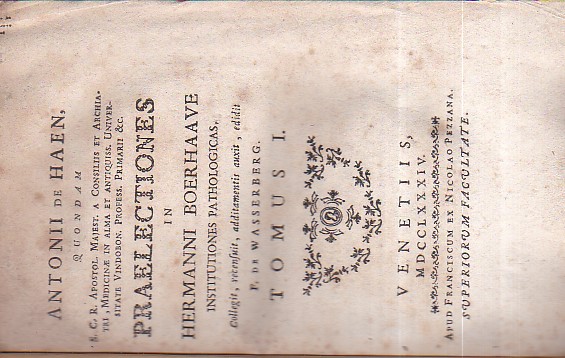 ANTONII DE HAEN,
QUONDAM
S. C. R. APOSTOL. MAJEST. A CONSILIIS ET ARCHIA-
TRI, MEDICINÆ IN ALMA ET ANTIQUISS. UNIVER-
SITATE VINDOBON. PROFESS. PRIMARII &c.
PRAELECTIONES
IN
HERMANNI BOERHAAVE
INSTITUTIONES PATHOLOGICAS,
Collegit, recensuit, additamentis auxit, edidit
F. DE WASSERBERG.
TOMUS I.
VENETIIS,
MDCCLXXXIV.
APUD FRANCISCUM EX NICOLAO PEZZANA.
SUPERIORUM FACULTATE.